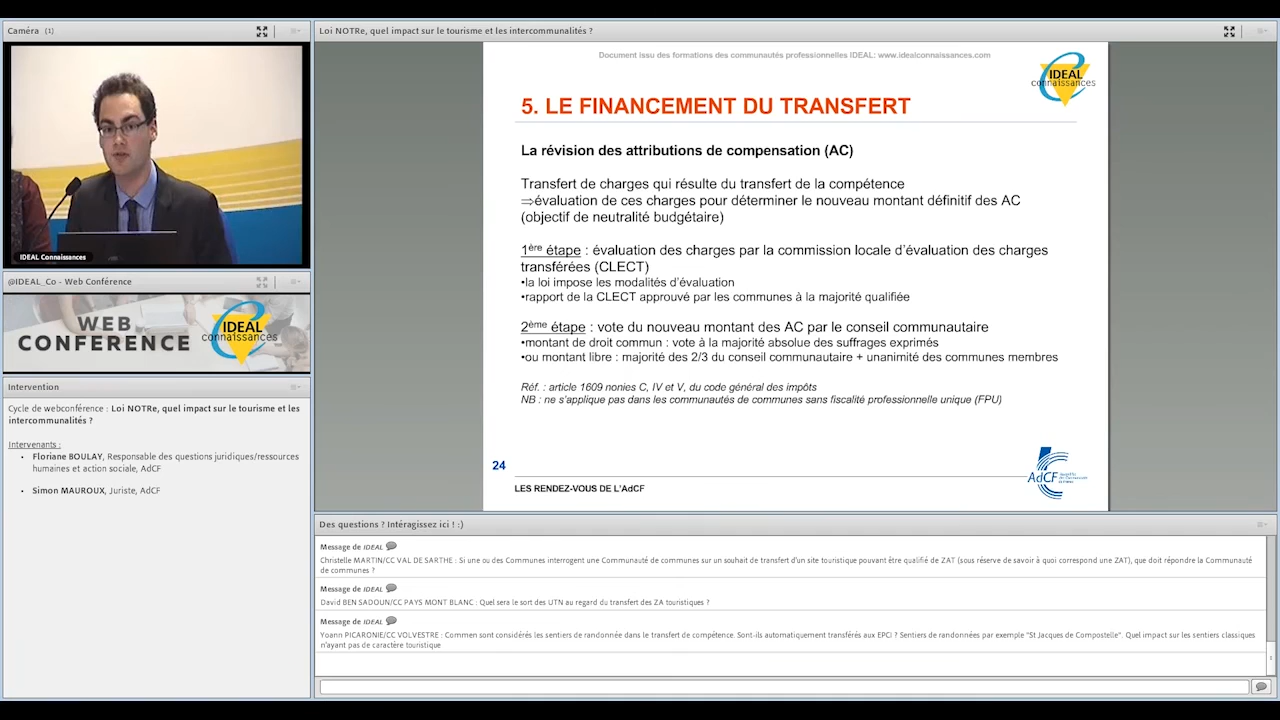 Caméra (1)
IDEAL Connaissances
@IDEAL_Co - Web Conférence
WEB
CONFERENCE
IDEAL
connaissances
Intervention
Cycle de webconférence : Loi NOTRe, quel impact sur le tourisme et les
intercommunalités ?
Intervenants :
• Floriane BOULAY, Responsable des questions juridiques/ressources
humaines et action sociale, AdCF
• Simon MAUROUX, Juriste, AdCF
Loi NOTRe, quel impact sur le tourisme et les intercommunalités ?
Document issu des formations des communautés professionnelles IDEAL: www.idealconnaissances.com
IDEAL
connaissances
5. LE FINANCEMENT DU TRANSFERT
La révision des attributions de compensation (AC)
Transfert de charges qui résulte du transfert de la compétence
⇒évaluation de ces charges pour déterminer le nouveau montant définitif des AC
(objectif de neutralité budgétaire)
1ère étape : évaluation des charges par la commission locale d'évaluation des charges
transférées (CLECT)
•la loi impose les modalités d'évaluation
•rapport de la CLECT approuvé par les communes à la majorité qualifiée
2ème étape : vote du nouveau montant des AC par le conseil communautaire
•montant de droit commun : vote à la majorité absolue des suffrages exprimés
•ou montant libre : majorité des 2/3 du conseil communautaire + unanimité des communes membres
Réf. : article 1609 nonies C, IV et V, du code général des impôts
NB : ne s'applique pas dans les communautés de communes sans fiscalité professionnelle unique (FPU)
24
LES RENDEZ-VOUS DE L'AdCF
AdCF
Des questions ? Intéragissez ici ! :)
Message de IDEAL
Christelle MARTIN/CC VAL DE SARTHE : Si une ou des Communes interrogent une Communauté de communes sur un souhait de transfert d'un site touristique pouvant être qualifié de ZAT (sous réserve de savoir à quoi correspond une ZAT), que doit répondre la Communauté
de communes ?
Message de IDEAL
David BEN SADOUN/CC PAYS MONT BLANC : Quel sera le sort des UTN au regard du transfert des ZA touristiques ?
Message de IDEAL
Yoann PICARONIE/CC VOLVESTRE : Commen sont considérés les sentiers de randonnée dans le transfert de compétence. Sont-ils automatiquement transférés aux EPCI ? Sentiers de randonnées par exemple "St Jacques de Compostelle". Quel impact sur les sentiers classiques
n'ayant pas de caractère touristique